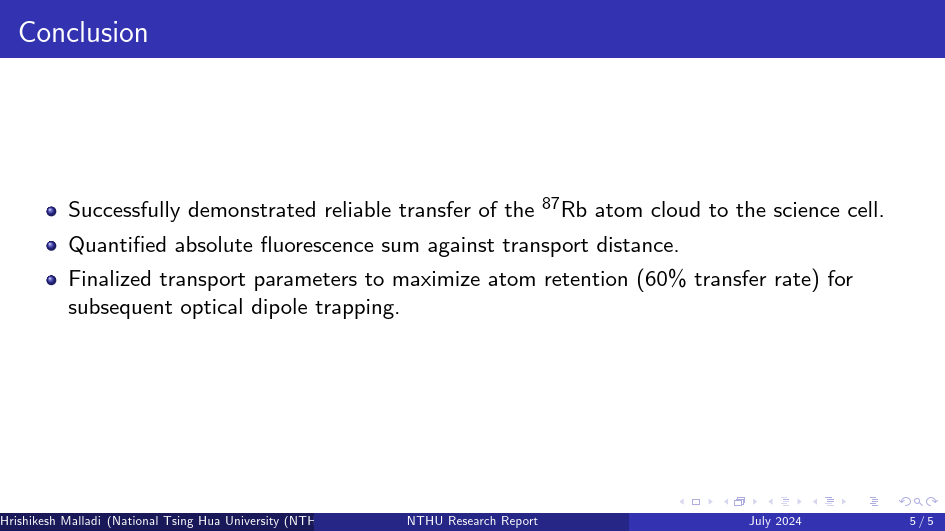 Conclusion
Successfully demonstrated reliable transfer of the ⁸⁷Rb atom cloud to the science cell.
Quantified absolute fluorescence sum against transport distance.
Finalized transport parameters to maximize atom retention (60% transfer rate) for
subsequent optical dipole trapping.
Hrishikesh Malladi (National Tsing Hua University (NTH NTHU Research Report July 2024 5 / 5